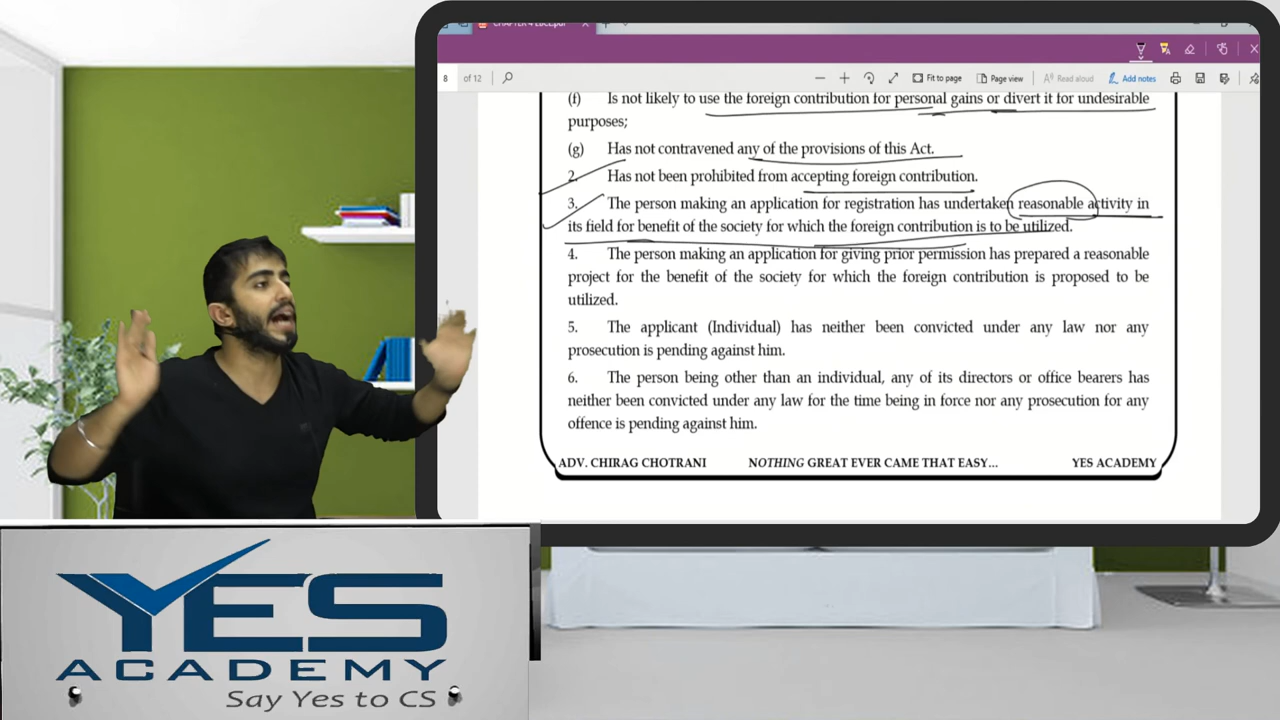 8 of 12
Fit to page
Page view
Read aloud
Add notes
(f) Is not likely to use the foreign contribution for personal gains or divert it for undesirable
purposes;
(g) Has not contravened any of the provisions of this Act.
2. Has not been prohibited from accepting foreign contribution.
3. The person making an application for registration has undertaken reasonable activity in
its field for benefit of the society for which the foreign contribution is to be utilized.
4. The person making an application for giving prior permission has prepared a reasonable
project for the benefit of the society for which the foreign contribution is proposed to be
utilized.
5. The applicant (Individual) has neither been convicted under any law nor any
prosecution is pending against him.
6. The person being other than an individual, any of its directors or office bearers has
neither been convicted under any law for the time being in force nor any prosecution for any
offence is pending against him.
ADV. CHIRAG CHOTRANI NOTHING GREAT EVER CAME THAT EASY... YES ACADEMY
YES
ACADEMY
Say Yes to CS